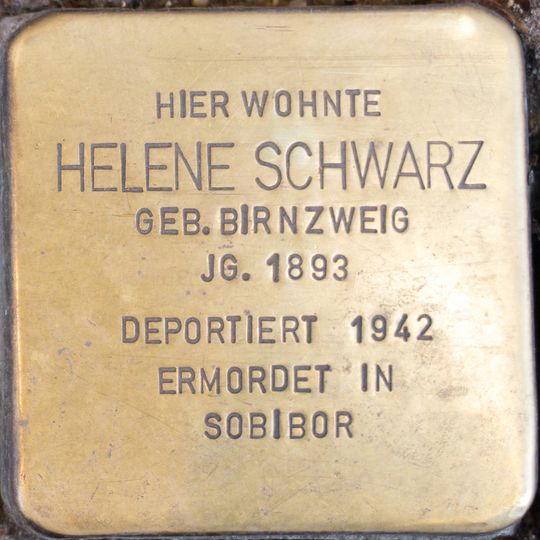 HIER WOHNTE
HELENE SCHWARZ
GEB. BIRNZWEIG
JG. 1893
DEPORTIERT 1942
ERMORDET IN
SOBIBOR